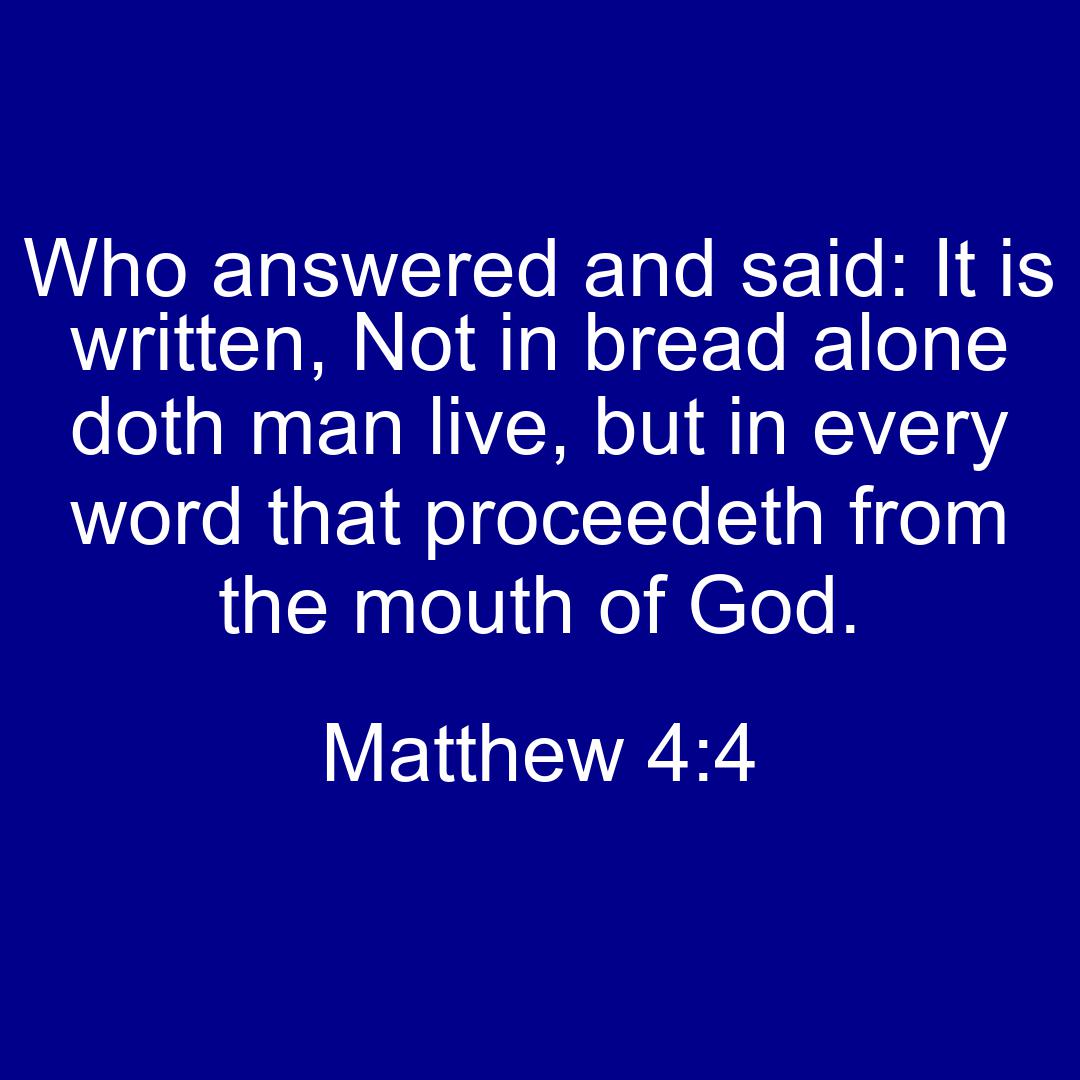 Who answered and said: It is
written, Not in bread alone
doth man live, but in every
word that proceedeth from
the mouth of God.
Matthew 4:4